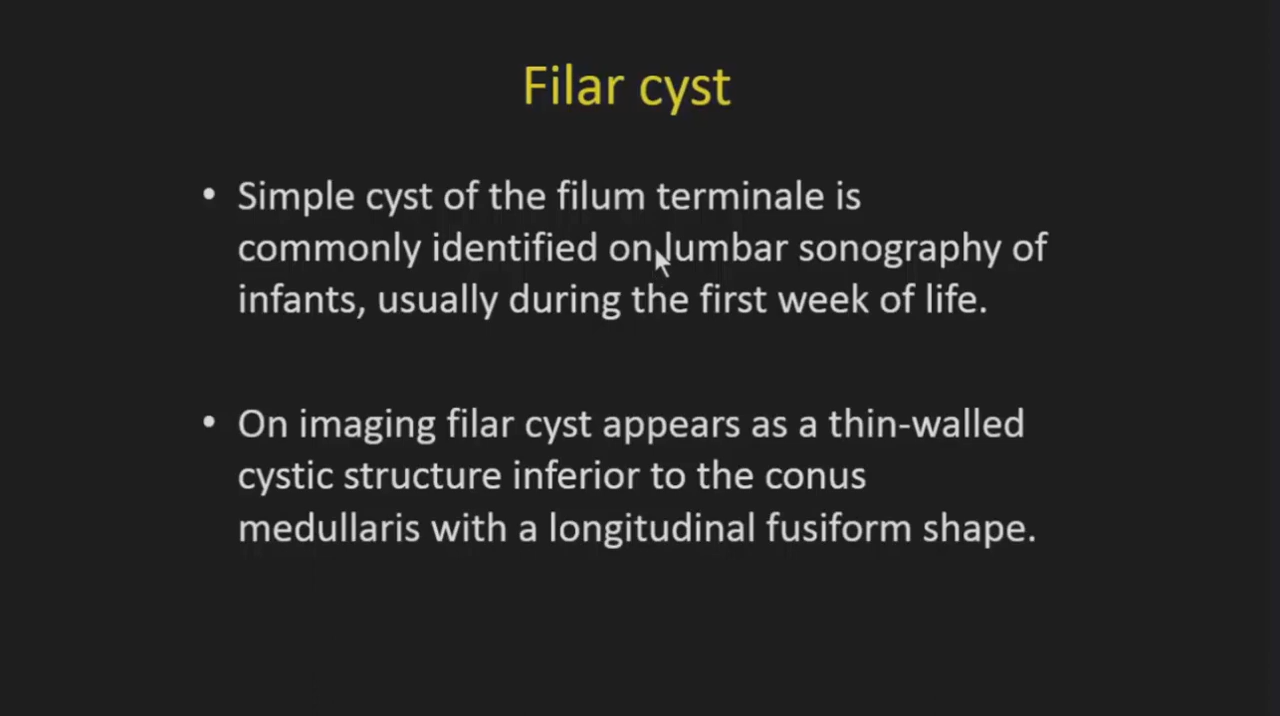 Filar cyst
• Simple cyst of the filum terminale is
commonly identified on lumbar sonography of
infants, usually during the first week of life.
• On imaging filar cyst appears as a thin-walled
cystic structure inferior to the conus
medullaris with a longitudinal fusiform shape.